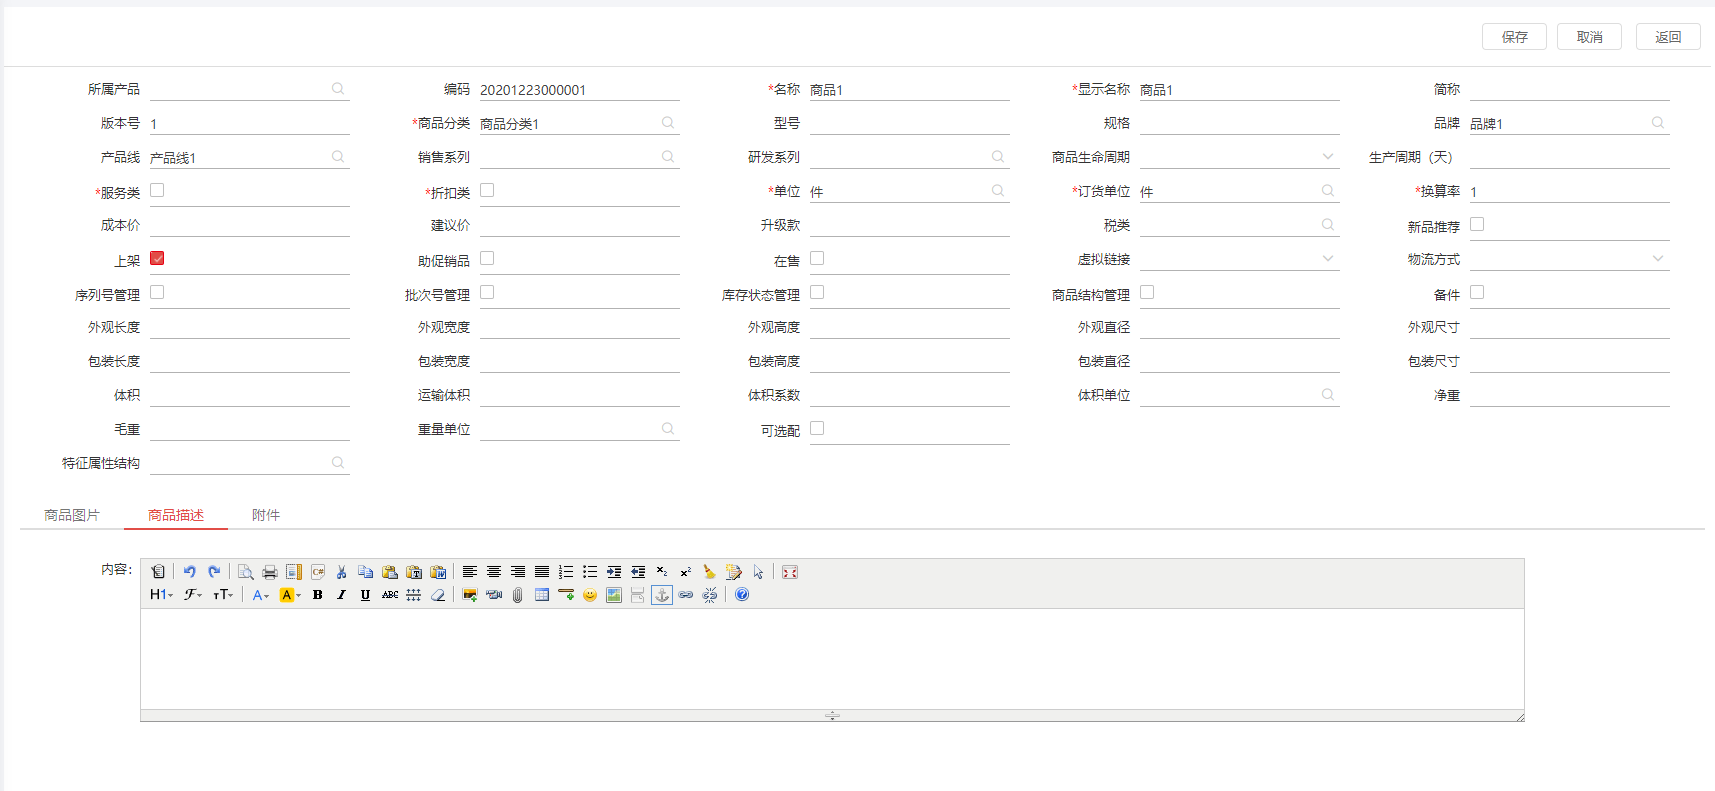 保存 取消 返回
所属产品 编码 20201223000001 *名称 商品1 *显示名称 商品1 简称
版本号 1 *商品分类 商品分类1 型号 规格 品牌 品牌1
产品线 产品线1 销售系列 研发系列 商品生命周期 生产周期（天）
*服务类 *折扣类 *单位 件 *订货单位 件 *换算率 1
成本价 建议价 升级款 税类 新品推荐
上架 助促销品 在售 虚拟链接 物流方式
序列号管理 批次号管理 库存状态管理 商品结构管理 备件
外观长度 外观宽度 外观高度 外观直径 外观尺寸
包装长度 包装宽度 包装高度 包装直径 包装尺寸
体积 运输体积 体积系数 体积单位 净重
毛重 重量单位 可选配
特征属性结构
商品图片 商品描述 附件
内容:
H1 F тT A A B I U ABC